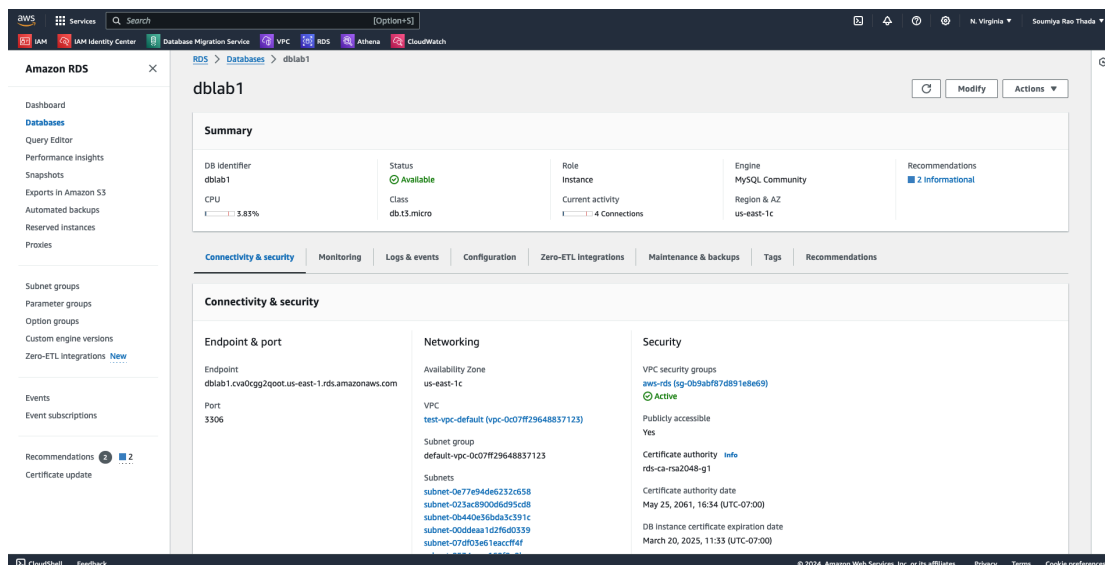 aws
Services
Search
[Option+S]
N. Virginia
Soumiya Rao Thada
IAM
IAM Identity Center
Database Migration Service
VPC
RDS
Athena
CloudWatch
Amazon RDS
Dashboard
Databases
Query Editor
Performance insights
Snapshots
Exports in Amazon S3
Automated backups
Reserved instances
Proxies
Subnet groups
Parameter groups
Option groups
Custom engine versions
Zero-ETL integrations New
Events
Event subscriptions
Recommendations 2 2
Certificate update
RDS > Databases > dblab1
dblab1
Modify
Actions
Summary
DB identifier
dblab1
Status
Available
Role
Instance
Engine
MySQL Community
Recommendations
2 Informational
CPU
3.83%
Class
db.t3.micro
Current activity
4 Connections
Region & AZ
us-east-1c
Connectivity & security
Monitoring
Logs & events
Configuration
Zero-ETL integrations
Maintenance & backups
Tags
Recommendations
Connectivity & security
Endpoint & port
Endpoint
dblab1.cva0cgg2qoot.us-east-1.rds.amazonaws.com
Port
3306
Networking
Availability Zone
us-east-1c
VPC
test-vpc-default (vpc-0c07ff29648837123)
Subnet group
default-vpc-0c07ff29648837123
Subnets
subnet-0e77e94de6232c658
subnet-023ac8900d6d95cd8
subnet-0b440e36bda3c391c
subnet-00ddeaa1d2f6d0339
subnet-07df03e61eaccff4f
Security
VPC security groups
aws-rds (sg-0b9abf87d891e8e69)
Active
Publicly accessible
Yes
Certificate authority Info
rds-ca-rsa2048-g1
Certificate authority date
May 25, 2061, 16:34 (UTC-07:00)
DB instance certificate expiration date
March 20, 2025, 11:33 (UTC-07:00)
CloudShell
Feedback
© 2024, Amazon Web Services, Inc. or its affiliates.
Privacy
Terms
Cookie preferences